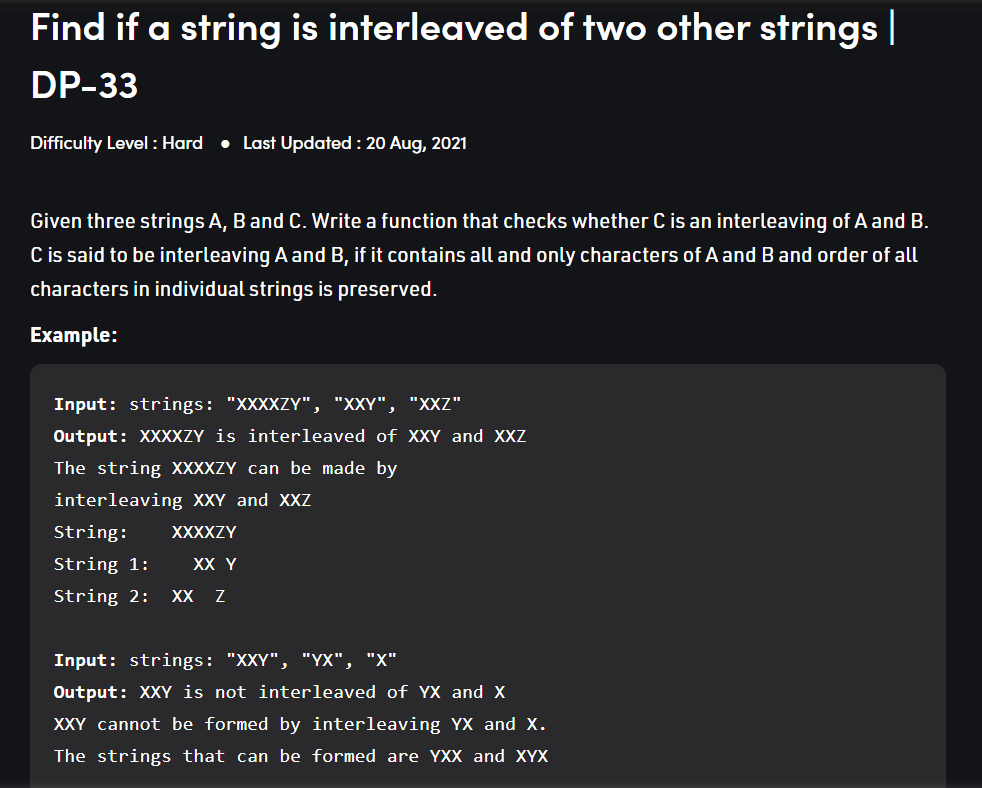 Find if a string is interleaved of two other strings |
DP-33
Difficulty Level : Hard ● Last Updated : 20 Aug, 2021
Given three strings A, B and C. Write a function that checks whether C is an interleaving of A and B.
C is said to be interleaving A and B, if it contains all and only characters of A and B and order of all
characters in individual strings is preserved.
Example:
Input: strings: "XXXXZY", "XXY", "XXZ"
Output: XXXXZY is interleaved of XXY and XXZ
The string XXXXZY can be made by
interleaving XXY and XXZ
String:    XXXXZY
String 1:    XX Y
String 2:  XX  Z
Input: strings: "XXY", "YX", "X"
Output: XXY is not interleaved of YX and X
XXY cannot be formed by interleaving YX and X.
The strings that can be formed are YXX and XYX